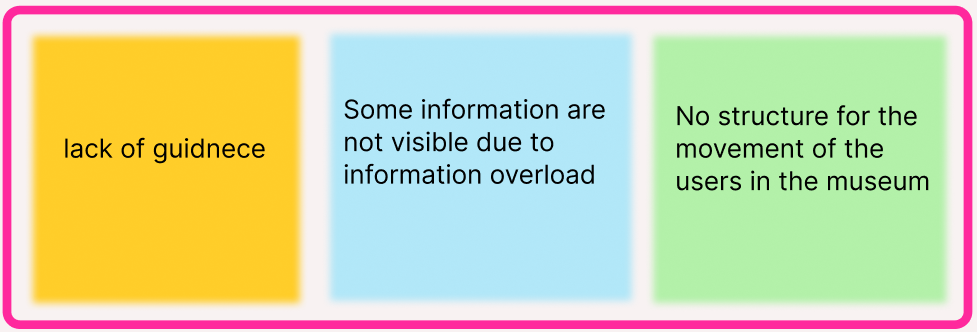 lack of guidnece
Some information are
not visible due to
information overload
No structure for the
movement of the
users in the museum